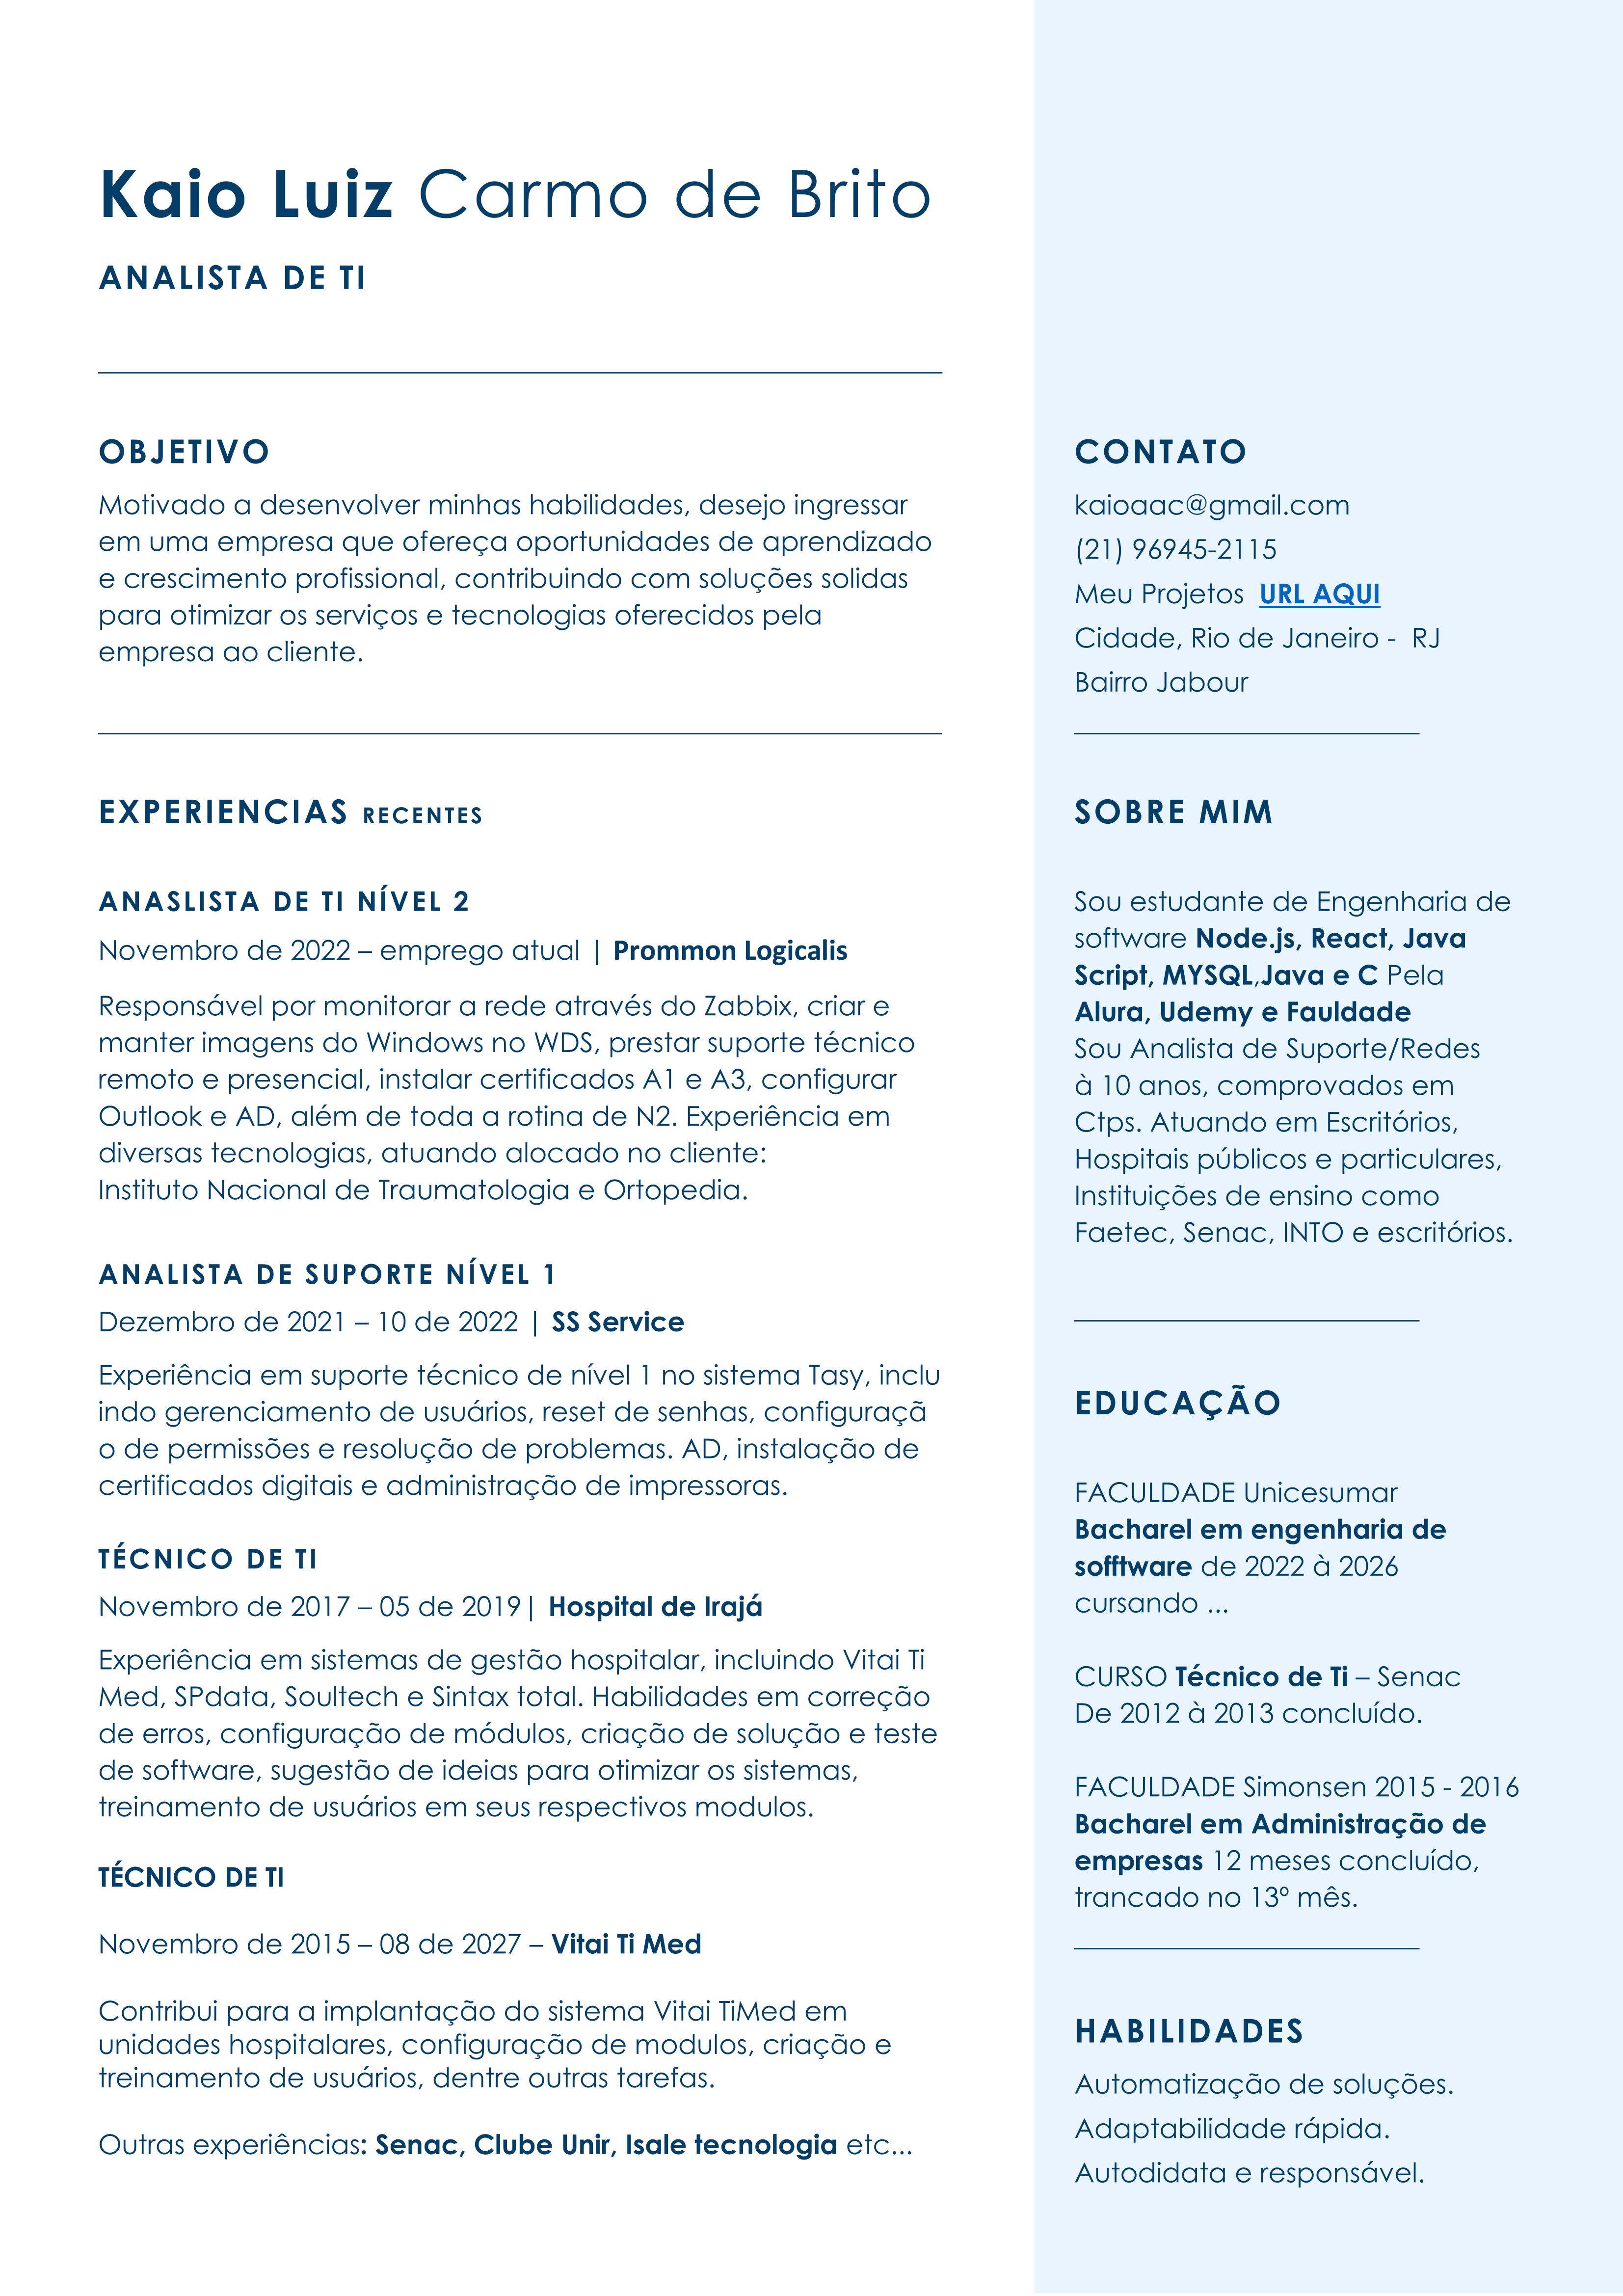 Kaio Luiz Carmo de Brito
ANALISTA DE TI
OBJETIVO
Motivado a desenvolver minhas habilidades, desejo ingressar
em uma empresa que ofereça oportunidades de aprendizado
e crescimento profissional, contribuindo com soluções solidas
para otimizar os serviços e tecnologias oferecidos pela
empresa ao cliente.
EXPERIENCIAS RECENTES
ANASLISTA DE TI NÍVEL 2
Novembro de 2022 – emprego atual | Prommon Logicalis
Responsável por monitorar a rede através do Zabbix, criar e
manter imagens do Windows no WDS, prestar suporte técnico
remoto e presencial, instalar certificados A1 e A3, configurar
Outlook e AD, além de toda a rotina de N2. Experiência em
diversas tecnologias, atuando alocado no cliente:
Instituto Nacional de Traumatologia e Ortopedia.
ANALISTA DE SUPORTE NÍVEL 1
Dezembro de 2021 – 10 de 2022 | SS Service
Experiência em suporte técnico de nível 1 no sistema Tasy, inclu
indo gerenciamento de usuários, reset de senhas, configuraçã
o de permissões e resolução de problemas. AD, instalação de
certificados digitais e administração de impressoras.
TÉCNICO DE TI
Novembro de 2017 – 05 de 2019| Hospital de Irajá
Experiência em sistemas de gestão hospitalar, incluindo Vitai Ti
Med, SPdata, Soultech e Sintax total. Habilidades em correção
de erros, configuração de módulos, criação de solução e teste
de software, sugestão de ideias para otimizar os sistemas,
treinamento de usuários em seus respectivos modulos.
TÉCNICO DE TI
Novembro de 2015 – 08 de 2027 – Vitai Ti Med
Contribui para a implantação do sistema Vitai TiMed em
unidades hospitalares, configuração de modulos, criação e
treinamento de usuários, dentre outras tarefas.
Outras experiências: Senac, Clube Unir, Isale tecnologia etc...
CONTATO
kaioaac@gmail.com
(21) 96945-2115
Meu Projetos URL AQUI
Cidade, Rio de Janeiro - RJ
Bairro Jabour
SOBRE MIM
Sou estudante de Engenharia de
software Node.js, React, Java
Script, MYSQL,Java e C Pela
Alura, Udemy e Fauldade
Sou Analista de Suporte/Redes
à 10 anos, comprovados em
Ctps. Atuando em Escritórios,
Hospitais públicos e particulares,
Instituições de ensino como
Faetec, Senac, INTO e escritórios.
EDUCAÇÃO
FACULDADE Unicesumar
Bacharel em engenharia de
sofftware de 2022 à 2026
cursando ...
CURSO Técnico de Ti – Senac
De 2012 à 2013 concluído.
FACULDADE Simonsen 2015 - 2016
Bacharel em Administração de
empresas 12 meses concluído,
trancado no 13º mês.
HABILIDADES
Automatização de soluções.
Adaptabilidade rápida.
Autodidata e responsável.